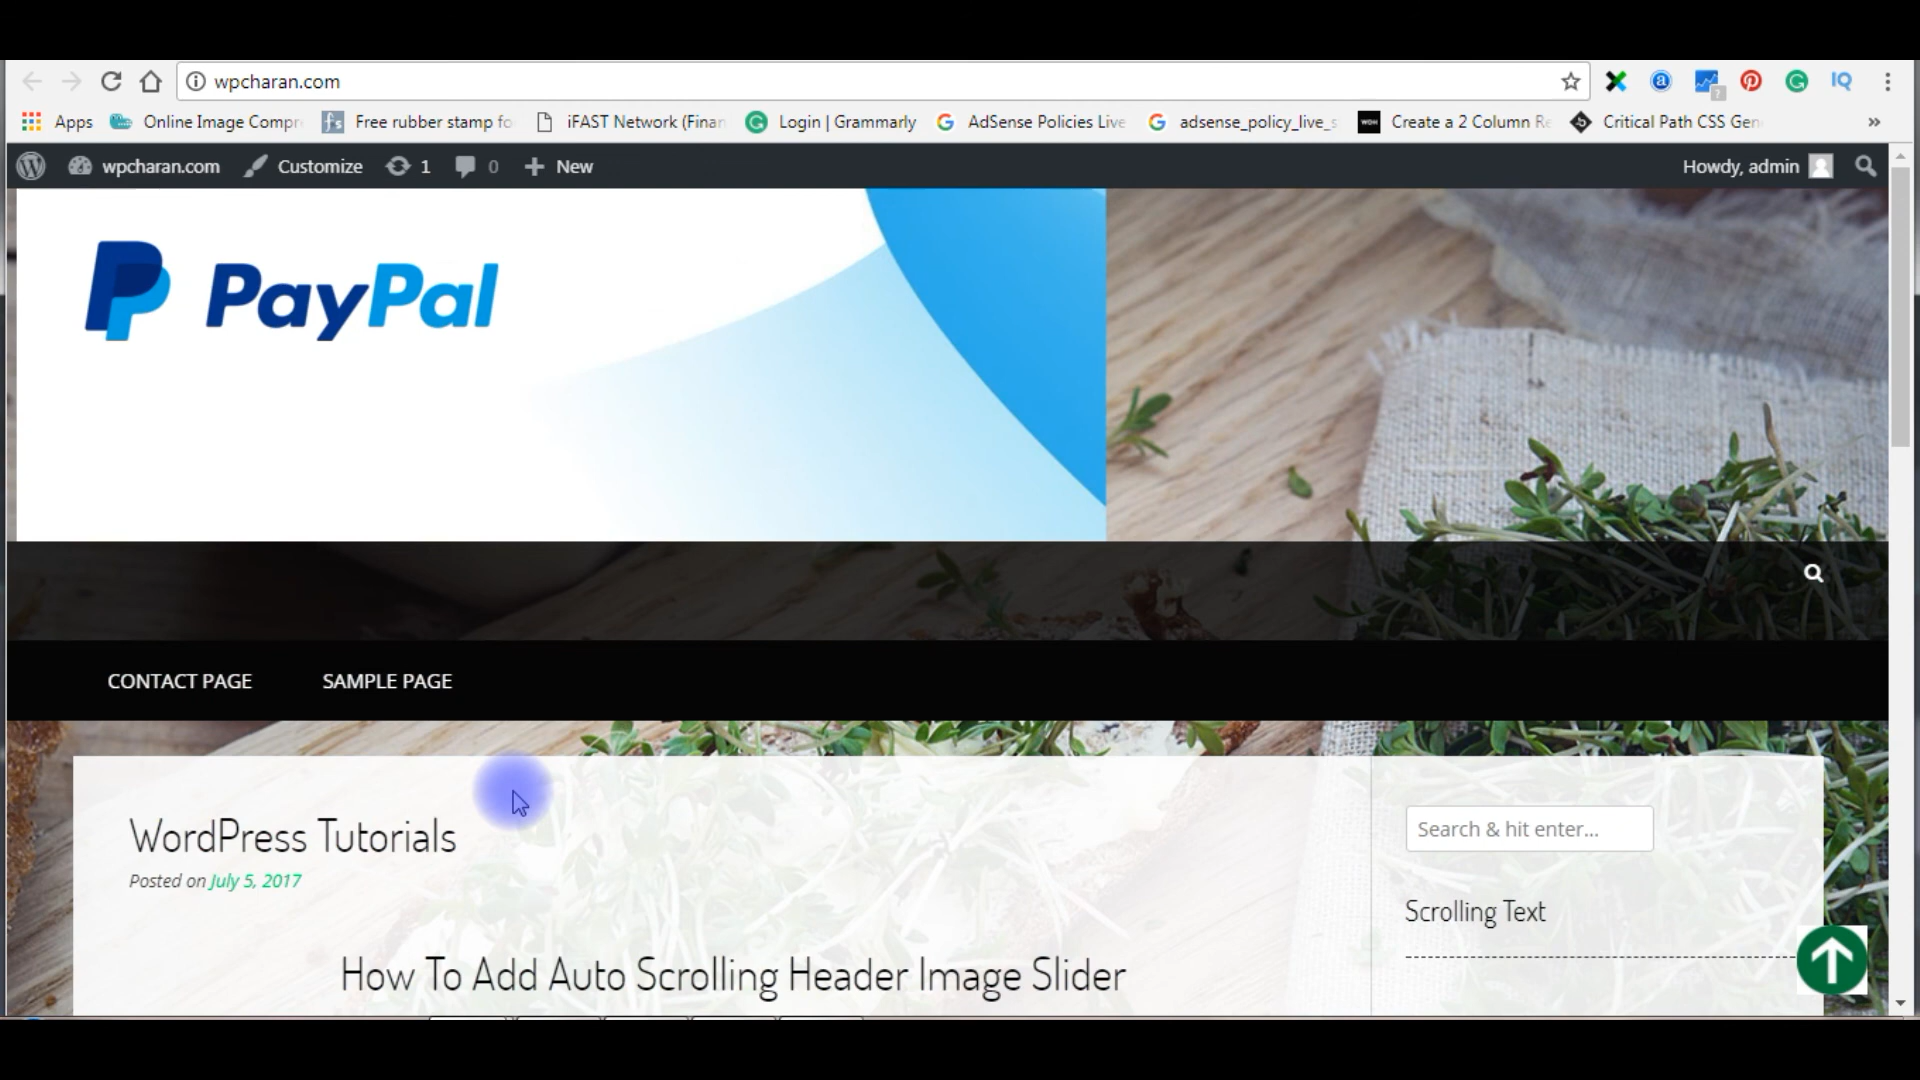 wpcharan.com
Apps Online Image Compr Free rubber stamp fo iFAST Network (Finan Login | Grammarly AdSense Policies Live adsense_policy_live_s Create a 2 Column Re Critical Path CSS Gen »
wpcharan.com Customize 1 0 New Howdy, admin
PayPal
CONTACT PAGE SAMPLE PAGE
WordPress Tutorials
Posted on July 5, 2017
Search & hit enter...
Scrolling Text
How To Add Auto Scrolling Header Image Slider